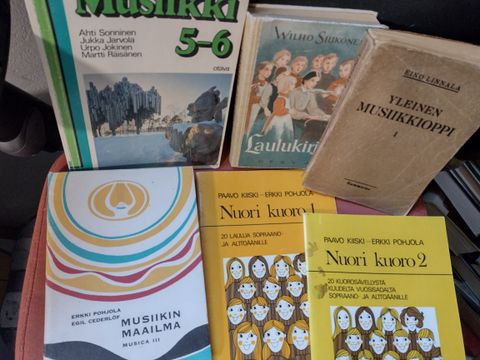 Musiikki
5-6
Ahti Sonninen
Jukka Järvola
Urpo Jokinen
Martti Räisänen
otava
WILHO SIUKONEN
Laulukirja
EINO LINNALA
YLEINEN
MUSIIKKIOPPI
I
ERKKI POHJOLA
EGIL CEDERLÖF
MUSIIKIN
MAAILMA
MUSICA III
PAAVO KIISKI—ERKKI POHJOLA
Nuori kuoro 1
20 LAULUA SOPRAANO-
JA ALTTOÄÄNILLE
PAAVO KIISKI—ERKKI POHJOLA
Nuori kuoro 2
20 KUOROSÄVELLYSTÄ
KUUDELTA VUOSISADALTA
SOPRAANO- JA ALTTOÄÄNILLE